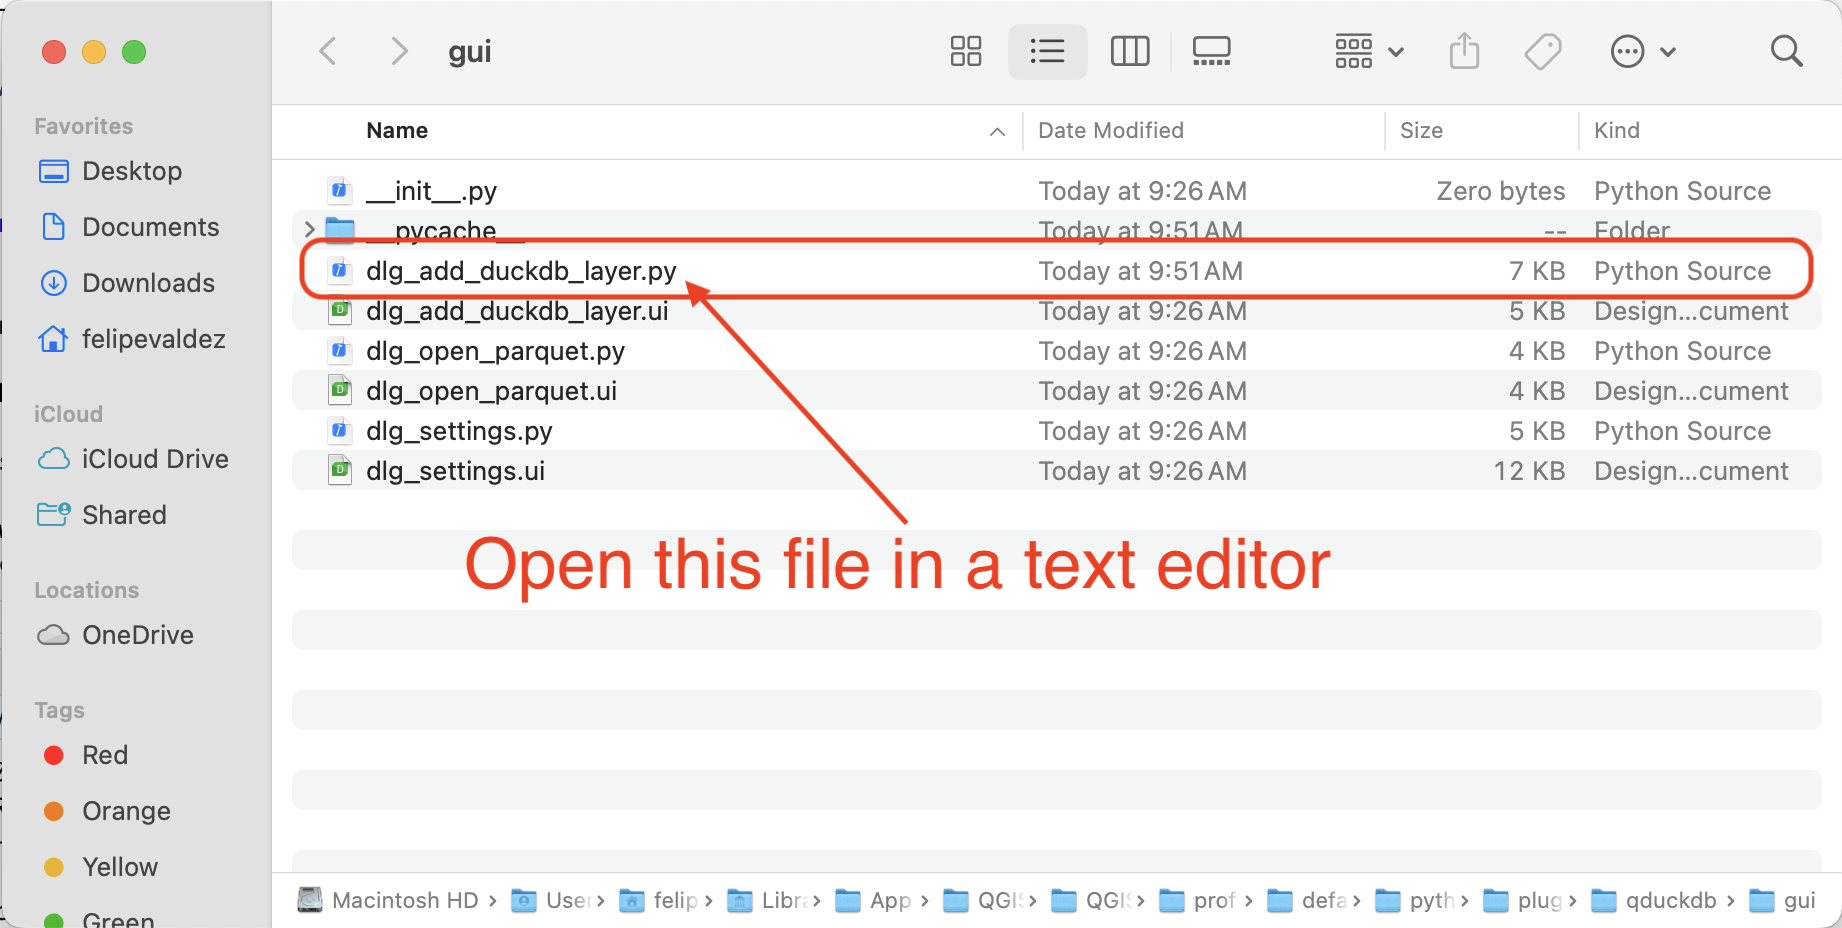 gui
Favorites
Desktop
Documents
Downloads
felipevaldez
iCloud
iCloud Drive
Shared
Locations
OneDrive
Tags
Red
Orange
Yellow
Green
Name Date Modified Size Kind
__init__.py Today at 9:26 AM Zero bytes Python Source
__pycache__ Today at 9:51 AM -- Folder
dlg_add_duckdb_layer.py Today at 9:51 AM 7 KB Python Source
dlg_add_duckdb_layer.ui Today at 9:26 AM 5 KB Design...cument
dlg_open_parquet.py Today at 9:26 AM 4 KB Python Source
dlg_open_parquet.ui Today at 9:26 AM 4 KB Design...cument
dlg_settings.py Today at 9:26 AM 5 KB Python Source
dlg_settings.ui Today at 9:26 AM 12 KB Design...cument
Open this file in a text editor
Macintosh HD › User › felip › Libra › App › QGIS › QGIS › prof › defa › pyth › plug › qduckdb › gui